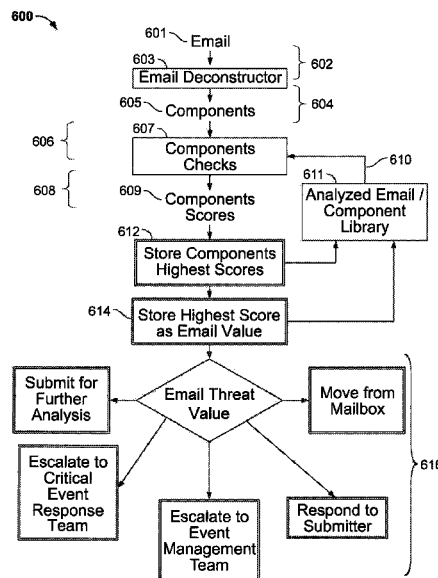 600
601 Email
602
603
Email Deconstructor
605 Components
604
606
607
Components
Checks
610
611
Analyzed Email /
Component
Library
608
609
Components
Scores
612
Store Components
Highest Scores
614
Store Highest Score
as Email Value
Submit for
Further
Analysis
Email Threat
Value
Move from
Mailbox
616
Escalate to
Critical
Event
Response
Team
Escalate to
Event
Management
Team
Respond to
Submitter